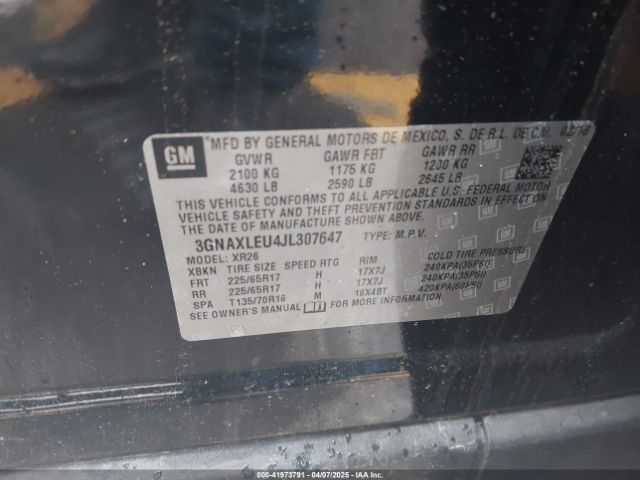 GM
*MFD BY GENERAL MOTORS DE MEXICO, S. DE R.L. DE C.V.
GVWR GAWR FRT GAWR RR
2100 KG 1175 KG 1200 KG
4630 LB 2590 LB 2645 LB
THIS VEHICLE CONFORMS TO ALL APPLICABLE U.S. FEDERAL MOTOR
VEHICLE SAFETY AND THEFT PREVENTION STANDARDS IN EFFECT ON
THE DATE OF MANUFACTURE SHOWN ABOVE.
3GNAXLEU4JL307647 TYPE: M.P.V.
MODEL: XR26
XBKN TIRE SIZE SPEED RTG RIM COLD TIRE PRESSURE
FRT 225/65R17 H 17X7J 240KPA(35PSI)
RR 225/65R17 H 17X7J 240KPA(35PSI)
SPA T135/70R16 M 16X4BT 420KPA(60PSI)
SEE OWNER'S MANUAL FOR MORE INFORMATION.
000-41973791 - 04/07/2025 - IAAI.COM